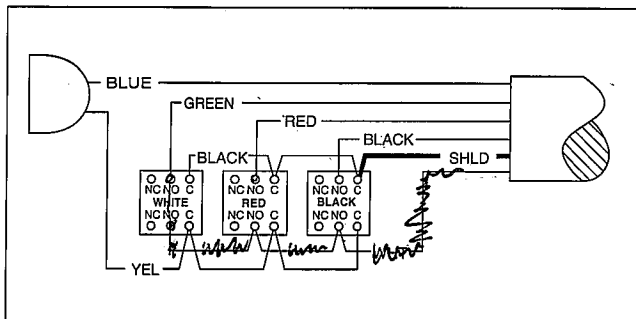 BLUE
GREEN
RED
BLACK
BLACK
SHLD
NC NO C
NC NO C
NC NO C
WHITE
RED
BLACK
NC NO C
NC NO C
NC NO C
YEL